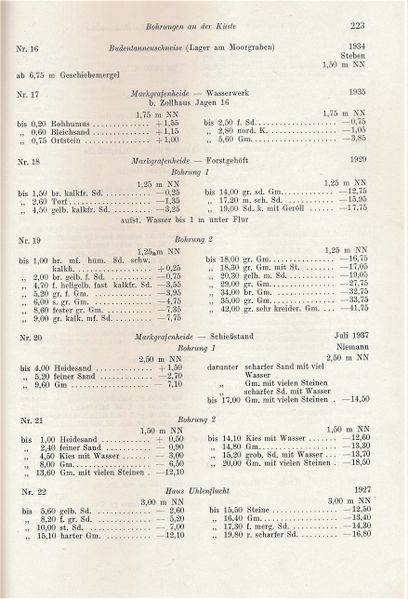 Bohrungen an der Küste 223
Nr. 16 Budentannenschneise (Lager am Moorgraben) 1934
Steben
1,50 m NN
ab 6,75 m Geschiebemergel
Nr. 17 Markgrafenheide — Wasserwerk 1935
b. Zellhaus Jagen 16
1,75 m NN
bis 0,20 Rohhumus + 1,55
„ 0,60 Bleichsand + 1,15
„ 0,75 Ortstein + 1,00
1,75 m NN
bis 2,50 f. Sd. —0,75
„ 2,80 nord. K. —1,05
„ 5,60 Gm. —3,85
Nr. 18 Markgrafenheide — Forstgehöft 1929
Bohrung 1
1,25 m NN
bis 1,50 br. kalkfr. Sd. —0,25
„ 2,60 Torf —1,35
„ 4,50 gelb. kalkfr. Sd. —3,25
1,25 m NN
bis 14,00 gr. sd. Gm. —12,75
„ 17,20 m. sch. Sd. —15,95
„ 19,00 Sd. k. mit Geröll —17,75
aufst. Wasser bis 1 m unter Flur
Nr. 19 Bohrung 2
1,25 m NN
bis 1,00 br. mf. hum. Sd. schw.
kalkh. +0,25
„ 2,00 br. gelb. f. Sd. —0,75
„ 4,70 f. hellgelb. fast kalkfr. Sd. —3,55
„ 5,20 gr. f. Gm. —3,95
„ 6,00 s. gr. Gm. —4,75
„ 8,60 fester gr. Gm. —7,35
„ 9,00 gr. kalk. mf. Sd. —7,75
1,25 m NN
bis 18,00 gr. Gm. —16,75
„ 18,30 gr. Gm. mit St. —17,05
„ 20,30 gelb. m. Sd. —19,05
„ 29,00 gr. Gm. —27,75
„ 34,00 br. Gm. —32,75
„ 35,00 gr. Gm. —33,75
„ 42,00 gr. sehr kreider. Gm. —41,75
Nr. 20 Markgrafenheide — Schießstand Juli 1937
Bohrung 1 Niemann
2,50 m NN
bis 4,00 Heidesand + 1,50
„ 5,20 feiner Sand —2,70
„ 9,60 Gm — 7,10
2,50 m NN
darunter scharfer Sand mit viel
Wasser
„ Gm. mit vielen Steinen
„ scharfer Sd. mit Wasser
bis 17,00 Gm. mit vielen Steinen —14,50
Nr. 21 Bohrung 2
1,50 m NN
bis 1,00 Heidesand + 0,50
„ 2,40 feiner Sand — 0,90
„ 4,50 Kies mit Wasser — 3,00
„ 8,00 Gm. — 6,50
„ 13,60 Gm. mit vielen Steinen —12,10
1,50 m NN
bis 14,10 Kies mit Wasser —12,60
„ 14,80 Gm. —13,30
„ 15,20 grob. Sd. mit Wasser —13,70
„ 20,00 Gm. mit vielen Steinen —18,50
Nr. 22 Haus Uhlenflucht 1927
3,00 m NN
bis 5,60 gelb. Sd. — 2,60
„ 8,20 f. gr. Sd. — 5,20
„ 10,00 st. Sd. — 7,00
„ 15,10 harter Gm. —12,10
3,00 m NN
bis 15,50 Steine —12,50
„ 16,40 Gm. —13,40
„ 17,30 f. merg. Sd. —14,30
„ 19,80 r. scharfer Sd. —16,80